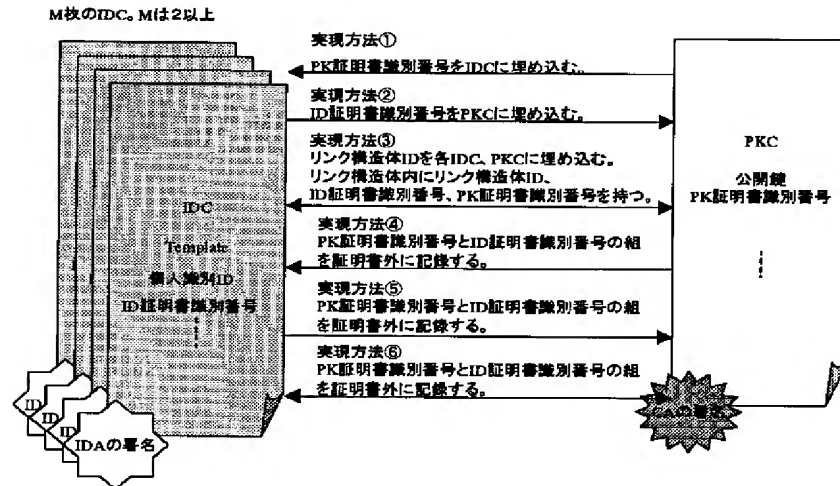 M枚のIDC。Mは2以上
実現方法①
PK証明書識別番号をIDCに埋め込む。
実現方法②
ID証明書識別番号をPKCに埋め込む。
実現方法③
リンク構造体IDを各IDC、PKCに埋め込む。
リンク構造体内にリンク構造体ID、
ID証明書識別番号、PK証明書識別番号を持つ。
実現方法④
PK証明書識別番号とID証明書識別番号の組
を証明書外に記録する。
実現方法⑤
PK証明書識別番号とID証明書識別番号の組
を証明書外に記録する。
実現方法⑥
PK証明書識別番号とID証明書識別番号の組
を証明書外に記録する。
IDC
Template
個人識別ID
ID証明書識別番号
ID
ID
ID
IDAの署名
PKC
公開鍵
PK証明書識別番号
CAの署名